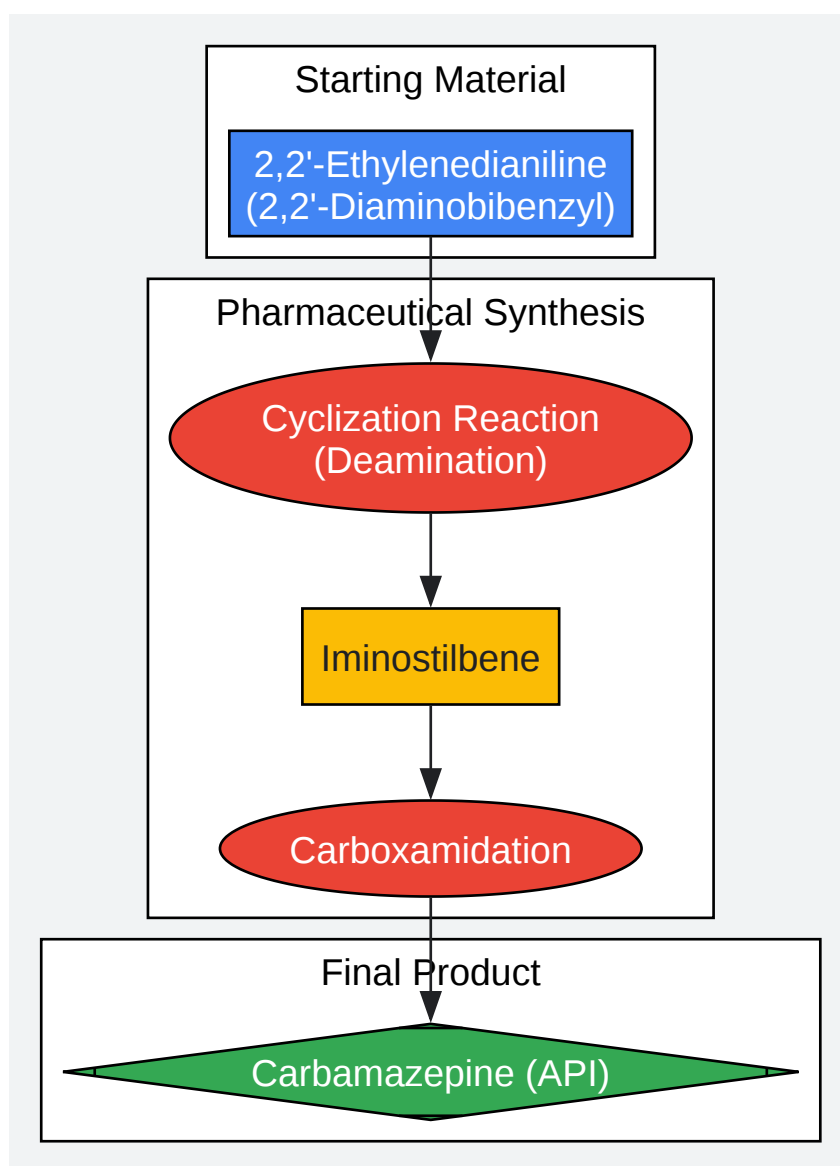 Starting Material
2,2'-Ethylenedianiline
(2,2'-Diaminobibenzyl)
Pharmaceutical Synthesis
Cyclization Reaction
(Deamination)
Iminostilbene
Carboxamidation
Final Product
Carbamazepine (API)